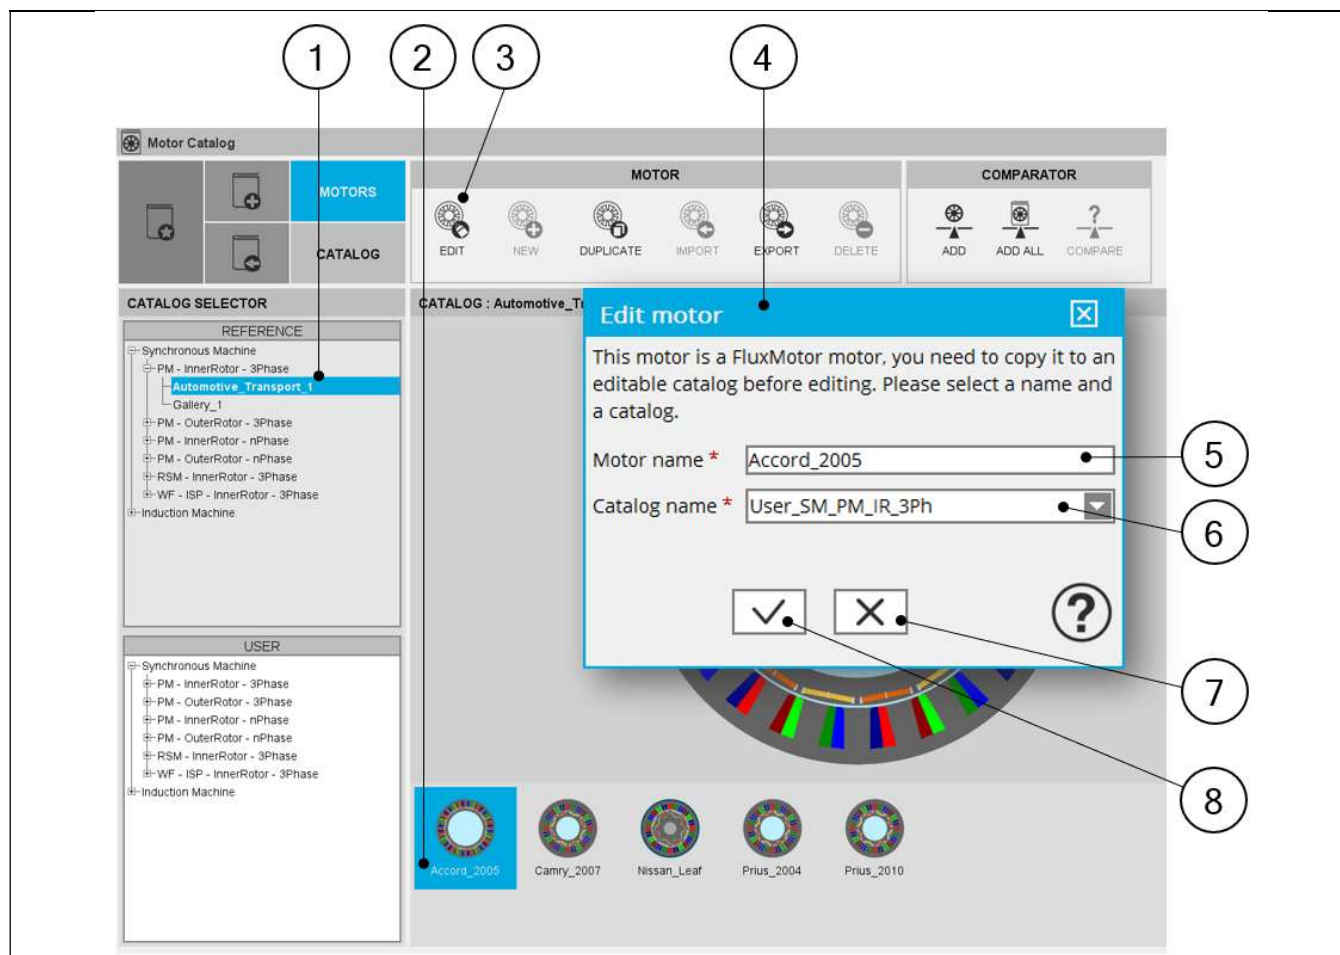 1
2
3
4
Motor Catalog
MOTORS
CATALOG
MOTOR
EDIT
NEW
DUPLICATE
IMPORT
EXPORT
DELETE
COMPARATOR
ADD
ADD ALL
COMPARE
CATALOG SELECTOR
REFERENCE
Synchronous Machine
PM - InnerRotor - 3Phase
Automotive_Transport_1
Gallery_1
PM - OuterRotor - 3Phase
PM - InnerRotor - nPhase
PM - OuterRotor - nPhase
RSM - InnerRotor - 3Phase
WF - ISP - InnerRotor - 3Phase
Induction Machine
USER
Synchronous Machine
PM - InnerRotor - 3Phase
PM - OuterRotor - 3Phase
PM - InnerRotor - nPhase
PM - OuterRotor - nPhase
RSM - InnerRotor - 3Phase
WF - ISP - InnerRotor - 3Phase
Induction Machine
CATALOG : Automotive_T
Edit motor
This motor is a FluxMotor motor, you need to copy it to an
editable catalog before editing. Please select a name and
a catalog.
Motor name * Accord_2005
Catalog name * User_SM_PM_IR_3Ph
?
5
6
7
8
Accord_2005
Camry_2007
Nissan_Leaf
Prius_2004
Prius_2010